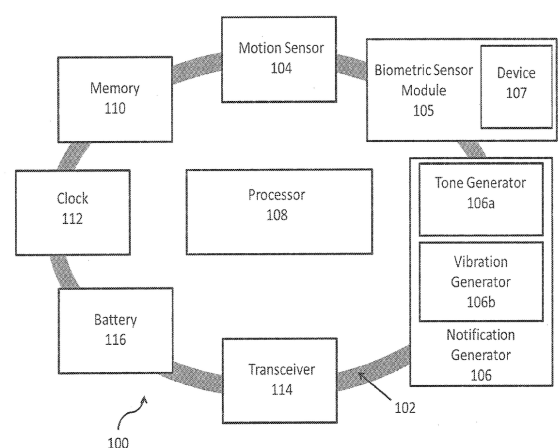 Motion Sensor
104
Biometric Sensor
Module
105
Device
107
Memory
110
Tone Generator
106a
Clock
112
Processor
108
Vibration
Generator
106b
Battery
116
Notification
Generator
106
Transceiver
114
102
100